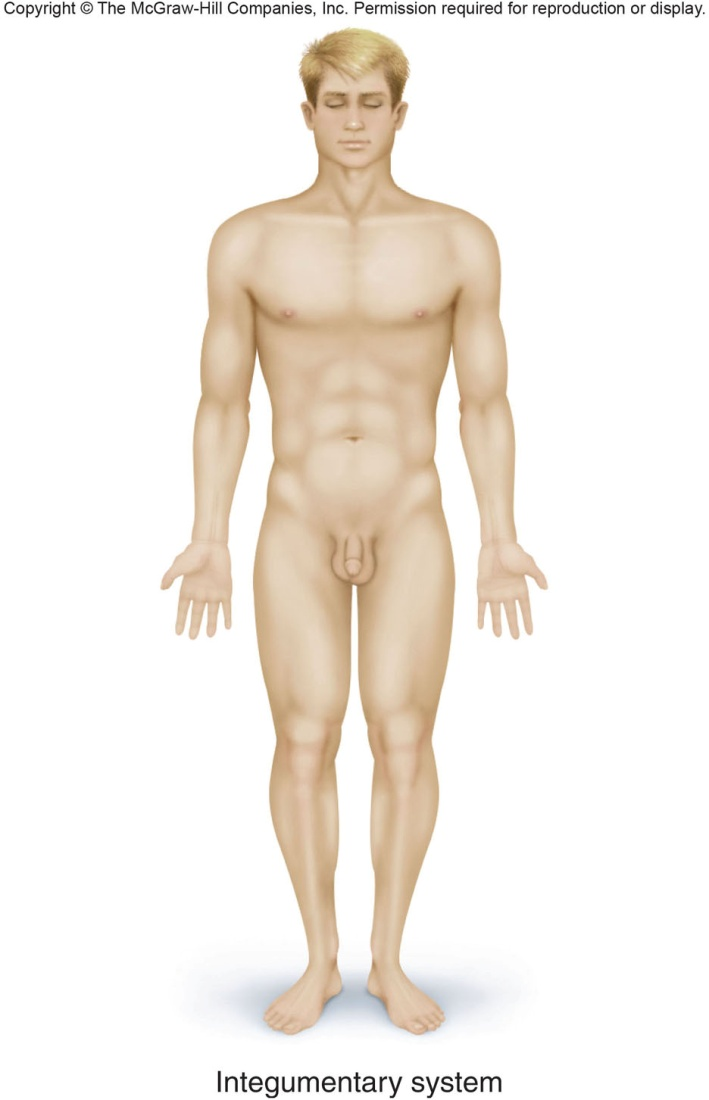 Copyright © The McGraw-Hill Companies, Inc. Permission required for reproduction or display.
Integumentary system